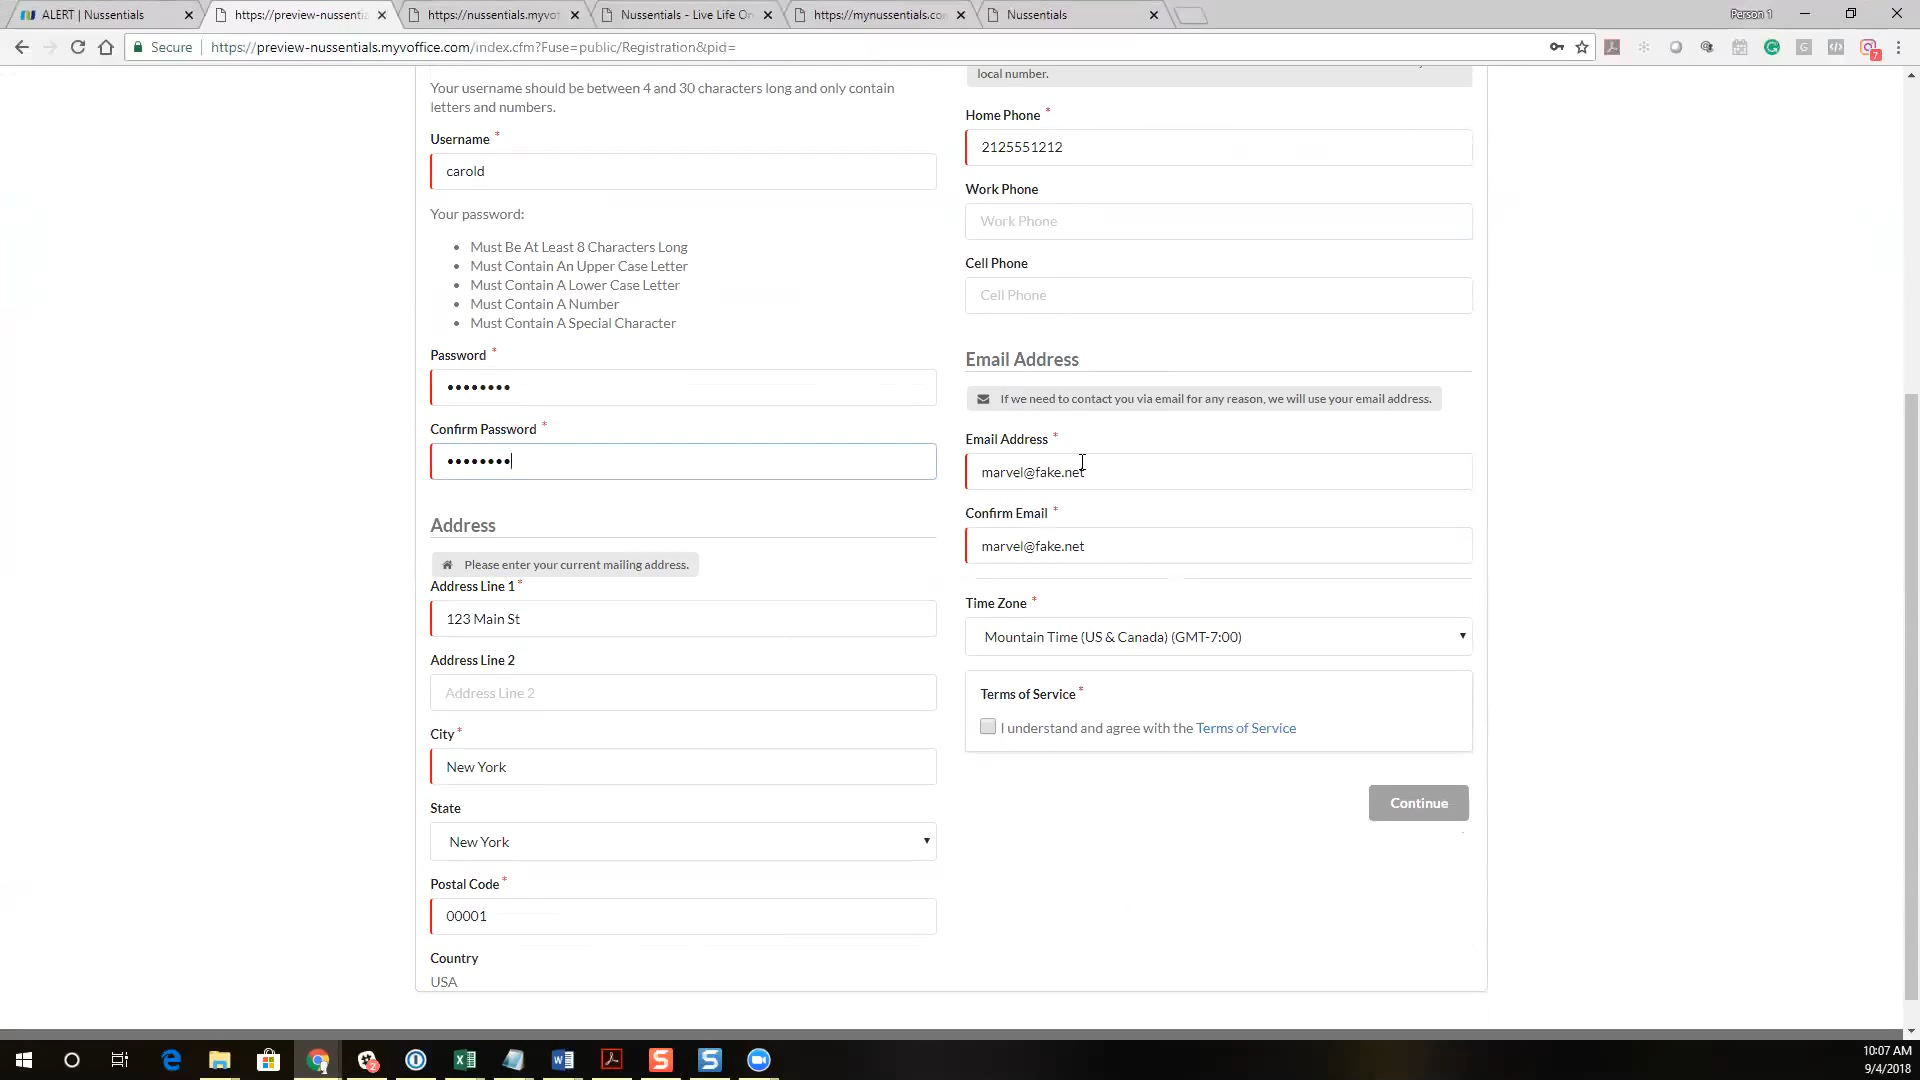 ALERT | Nussentials
https://preview-nussenti
https://nussentials.myvo
Nussentials - Live Life On
https://mynussentials.co
Nussentials
Person 1
Secure
https://preview-nussentials.myvoffice.com/index.cfm?Fuse=public/Registration&pid=
Your username should be between 4 and 30 characters long and only contain
letters and numbers.
Username *
carold
Your password:
• Must Be At Least 8 Characters Long
• Must Contain An Upper Case Letter
• Must Contain A Lower Case Letter
• Must Contain A Number
• Must Contain A Special Character
Password *
••••••••
Confirm Password *
••••••••
Address
Please enter your current mailing address.
Address Line 1 *
123 Main St
Address Line 2
Address Line 2
City *
New York
State
New York
Postal Code *
00001
Country
USA
local number.
Home Phone *
2125551212
Work Phone
Work Phone
Cell Phone
Cell Phone
Email Address
If we need to contact you via email for any reason, we will use your email address.
Email Address *
marvel@fake.net
Confirm Email *
marvel@fake.net
Time Zone *
Mountain Time (US & Canada) (GMT-7:00)
Terms of Service *
I understand and agree with the Terms of Service
Continue
10:07 AM
9/4/2018